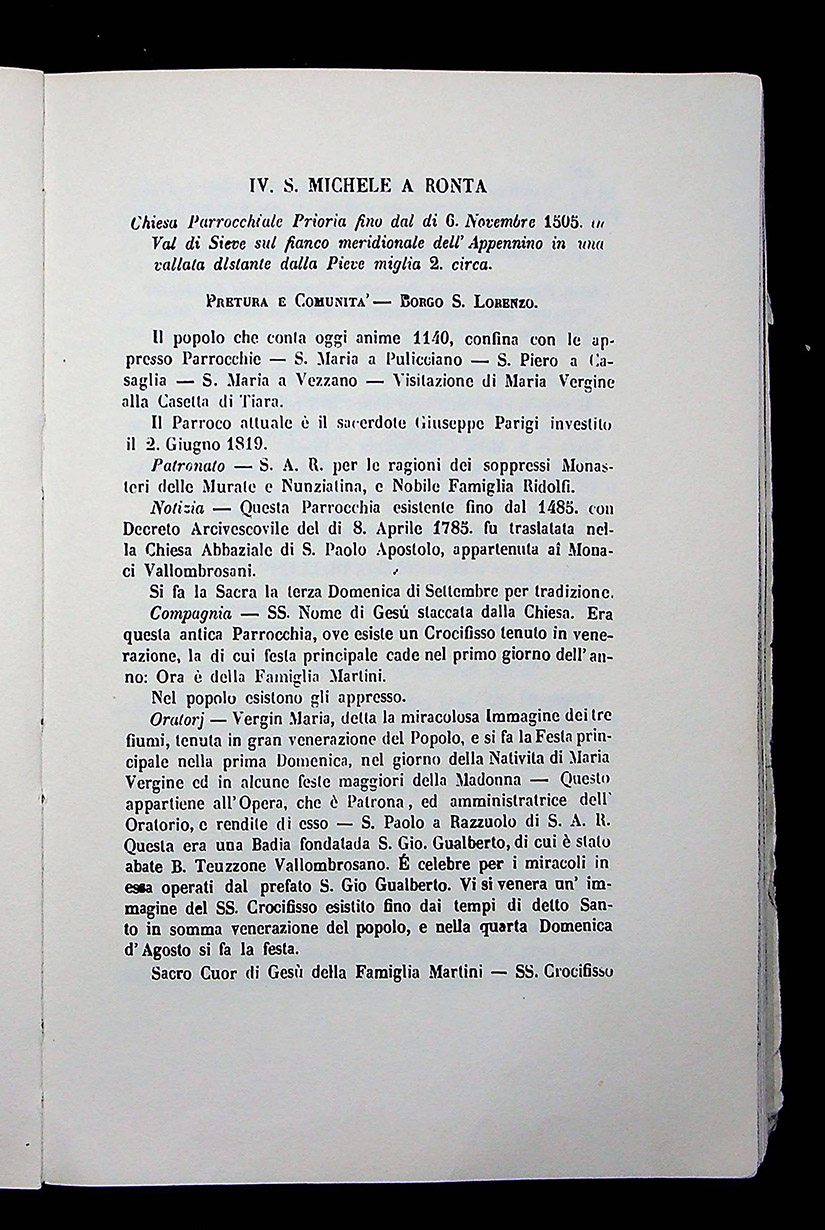 IV. S. MICHELE A RONTA
Chiesa Parrocchiale Prioria fino dal di 6. Novembre 1505. in
Val di Sieve sul fianco meridionale dell' Appennino in una
vallata dlstante dalla Pieve miglia 2. circa.
PRETURA E COMUNITA' — BORGO S. LORENZO.
Il popolo che conta oggi anime 1140, confina con le ap-
presso Parrocchie — S. Maria a Pulicciano — S. Piero a Ca-
saglia — S. Maria a Vezzano — Visitazione di Maria Vergine
alla Casetta di Tiara.
Il Parroco attuale è il sacerdote Giuseppe Parigi investito
il 2. Giugno 1819.
Patronato — S. A. R. per le ragioni dei soppressi Monas-
teri delle Murate e Nunziatina, e Nobile Famiglia Ridolfi.
Notizia — Questa Parrocchia esistente fino dal 1485. con
Decreto Arcivescovile del di 8. Aprile 1785. fu traslatata nel-
la Chiesa Abbaziale di S. Paolo Apostolo, appartenuta aî Mona-
ci Vallombrosani.
Si fa la Sacra la terza Domenica di Settembre per tradizione.
Compagnia — SS. Nome di Gesú staccata dalla Chiesa. Era
questa antica Parrocchia, ove esiste un Crocifisso tenuto in vene-
razione, la di cui festa principale cade nel primo giorno dell' an-
no: Ora è della Famiglia Martini.
Nel popolo esistono gli appresso.
Oratorj — Vergin Maria, detta la miracolosa Immagine dei tre
fiumi, tenuta in gran venerazione del Popolo, e si fa la Festa prin-
cipale nella prima Domenica, nel giorno della Nativita di Maria
Vergine ed in alcune feste maggiori della Madonna — Questo
appartiene all' Opera, che è Patrona, ed amministratrice dell'
Oratorio, e rendite di esso — S. Paolo a Razzuolo di S. A. R.
Questa era una Badia fondatada S. Gio. Gualberto, di cui è stato
abate B. Teuzzone Vallombrosano. É celebre per i miracoli in
essa operati dal prefato S. Gio Gualberto. Vi si venera un' im-
magine del SS. Crocifisso esistito fino dai tempi di detto San-
to in somma venerazione del popolo, e nella quarta Domenica
d' Agosto si fa la festa.
Sacro Cuor di Gesù della Famiglia Martini — SS. Crocifisso